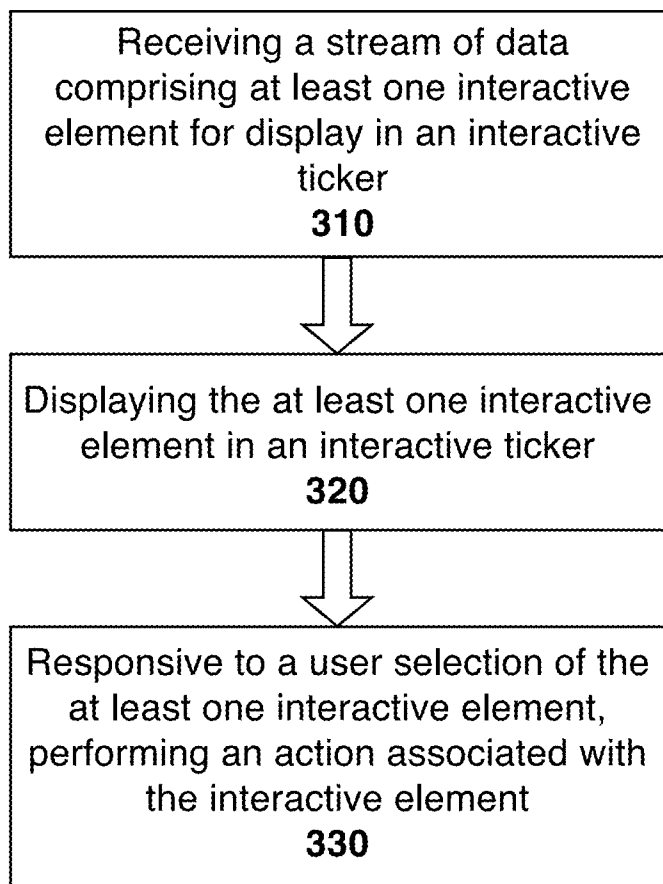 Receiving a stream of data
comprising at least one interactive
element for display in an interactive
ticker
310
Displaying the at least one interactive
element in an interactive ticker
320
Responsive to a user selection of the
at least one interactive element,
performing an action associated with
the interactive element
330